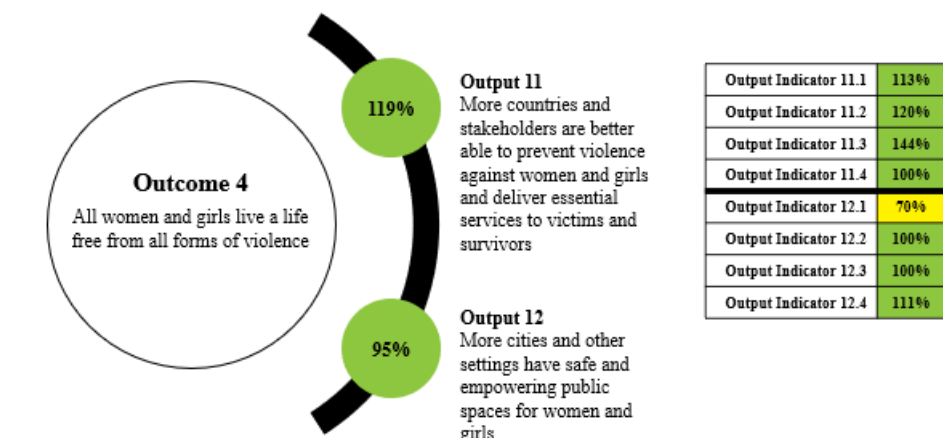 Outcome 4
All women and girls live a life
free from all forms of violence
119%
Output 11
More countries and
stakeholders are better
able to prevent violence
against women and girls
and deliver essential
services to victims and
survivors
95%
Output 12
More cities and other
settings have safe and
empowering public
spaces for women and
girls
Output Indicator 11.1 113%
Output Indicator 11.2 120%
Output Indicator 11.3 144%
Output Indicator 11.4 100%
Output Indicator 12.1 70%
Output Indicator 12.2 100%
Output Indicator 12.3 100%
Output Indicator 12.4 111%